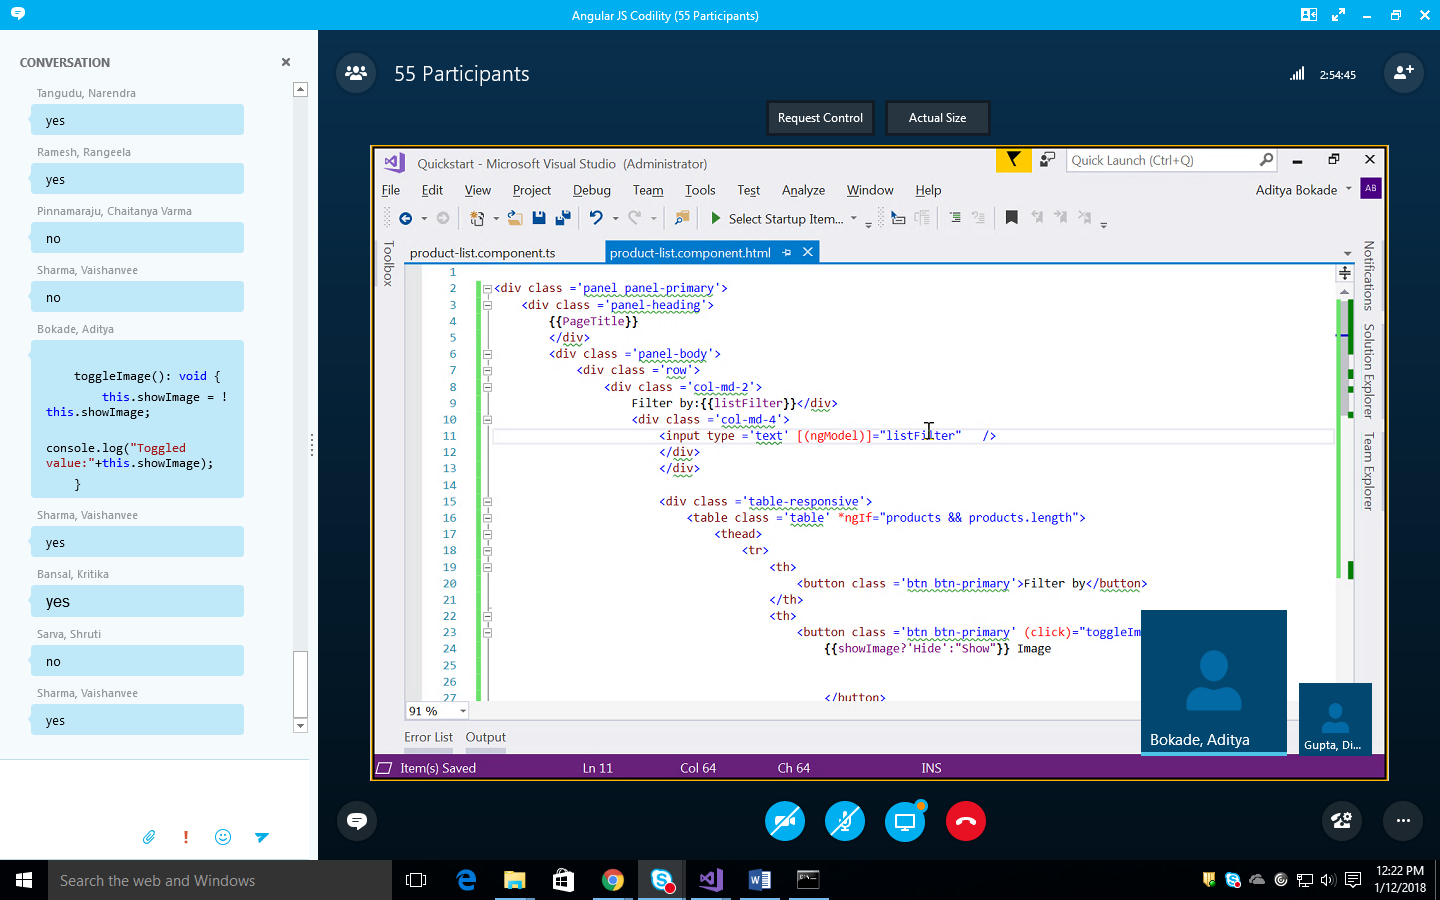 Angular JS Codility (55 Participants)
CONVERSATION
Tangudu, Narendra
yes
Ramesh, Rangeela
yes
Pinnamaraju, Chaitanya Varma
no
Sharma, Vaishanvee
no
Bokade, Aditya
toggleImage(): void {
this.showImage = !
this.showImage;
console.log("Toggled
value:"+this.showImage);
}
Sharma, Vaishanvee
yes
Bansal, Kritika
yes
Sarva, Shruti
no
Sharma, Vaishanvee
yes
55 Participants
2:54:45
Request Control
Actual Size
Quickstart - Microsoft Visual Studio (Administrator)
Quick Launch (Ctrl+Q)
File Edit View Project Debug Team Tools Test Analyze Window Help
Aditya Bokade AB
Select Startup Item...
Toolbox
product-list.component.ts
product-list.component.html
1
2 <div class ='panel panel-primary'>
3 <div class ='panel-heading'>
4 {{PageTitle}}
5 </div>
6 <div class ='panel-body'>
7 <div class ='row'>
8 <div class ='col-md-2'>
9 Filter by:{{listFilter}}</div>
10 <div class ='col-md-4'>
11 <input type ='text' [(ngModel)]="listFilter" />
12 </div>
13 </div>
14
15 <div class ='table-responsive'>
16 <table class ='table' *ngIf="products && products.length">
17 <thead>
18 <tr>
19 <th>
20 <button class ='btn btn-primary'>Filter by</button>
21 </th>
22 <th>
23 <button class ='btn btn-primary' (click)="toggleIm
24 {{showImage?'Hide':"Show"}} Image
25
26
27 </button>
Notifications
Solution Explorer
Team Explorer
91 %
Error List Output
Item(s) Saved
Ln 11
Col 64
Ch 64
INS
Bokade, Aditya
Gupta, Di...
Search the web and Windows
12:22 PM
1/12/2018